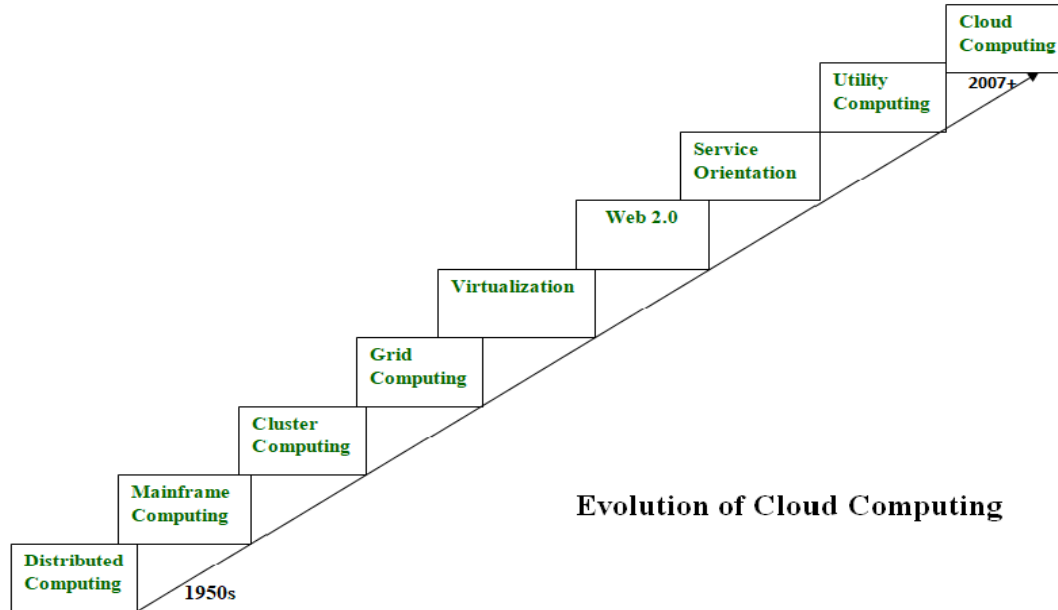 Cloud
Computing
2007+
Utility
Computing
Service
Orientation
Web 2.0
Virtualization
Grid
Computing
Cluster
Computing
Mainframe
Computing
Evolution of Cloud Computing
Distributed
Computing
1950s